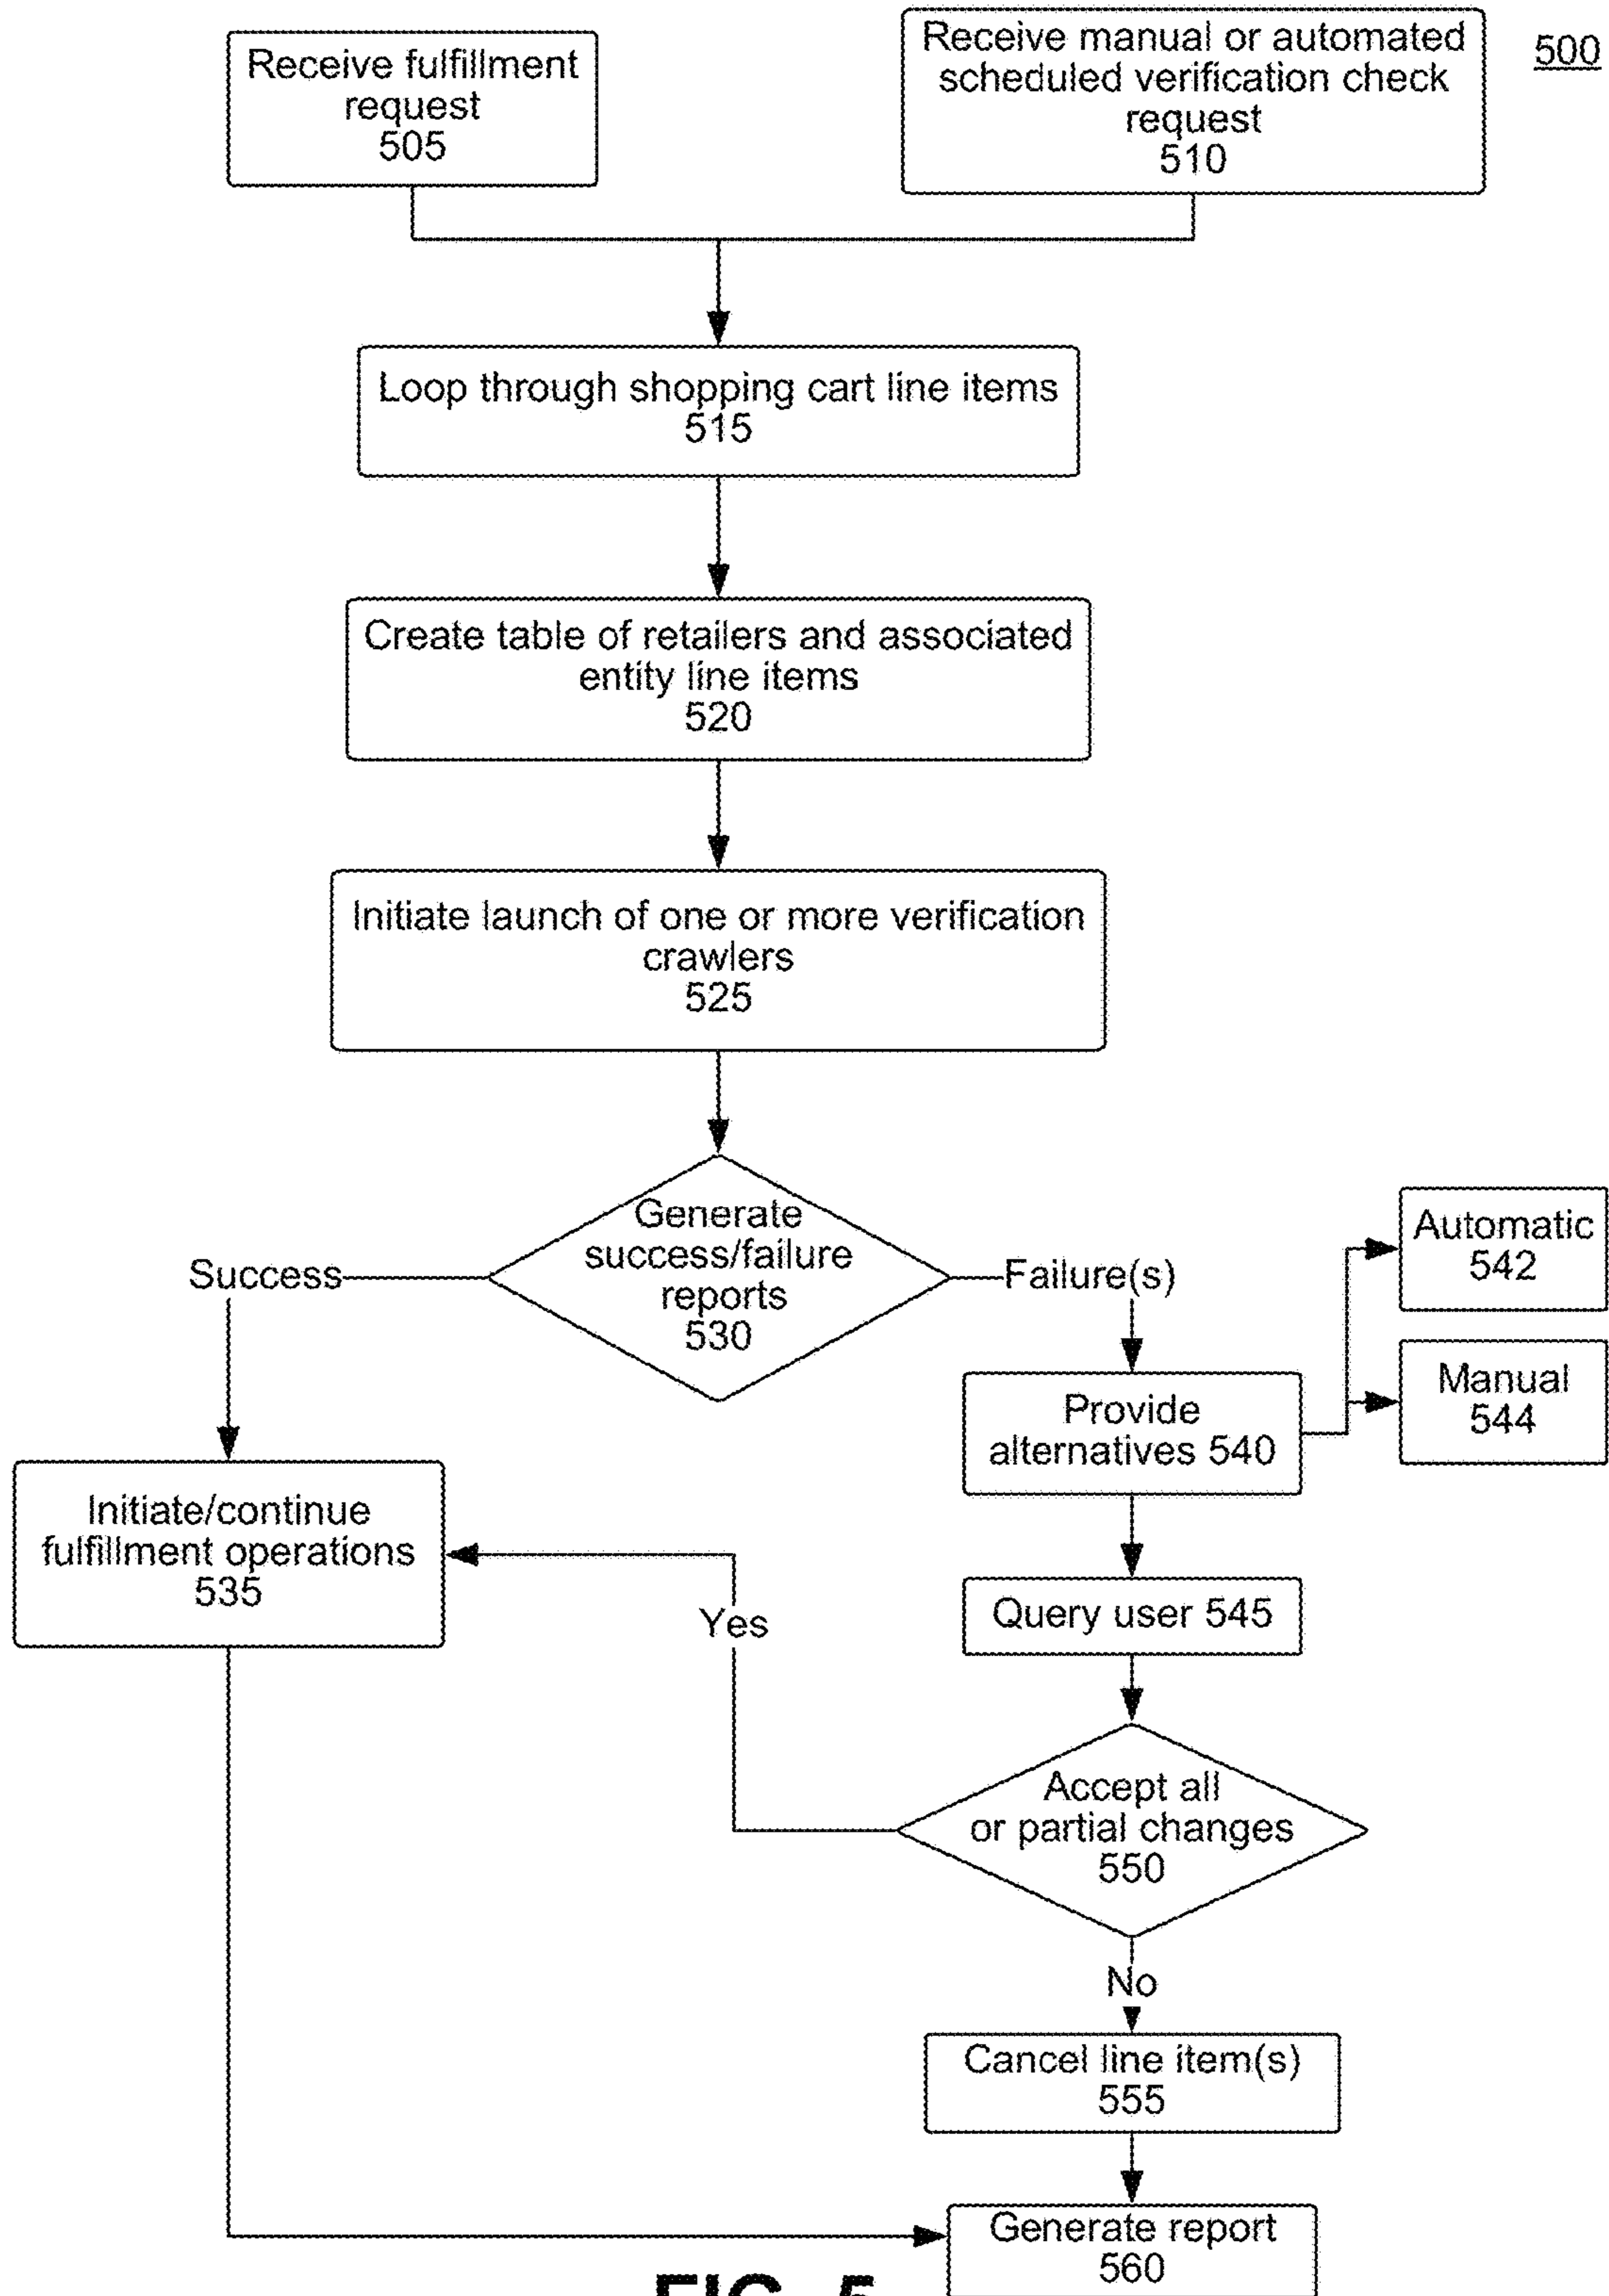 Receive fulfillment
request
505
Receive manual or automated
scheduled verification check
request
510
500
Loop through shopping cart line items
515
Create table of retailers and associated
entity line items
520
Initiate launch of one or more verification
crawlers
525
Generate
success/failure
reports
530
Success
Failure(s)
Automatic
542
Manual
544
Provide
alternatives 540
Initiate/continue
fulfillment operations
535
Query user 545
Yes
Accept all
or partial changes
550
No
Cancel line item(s)
555
Generate report
560
FIG. 5